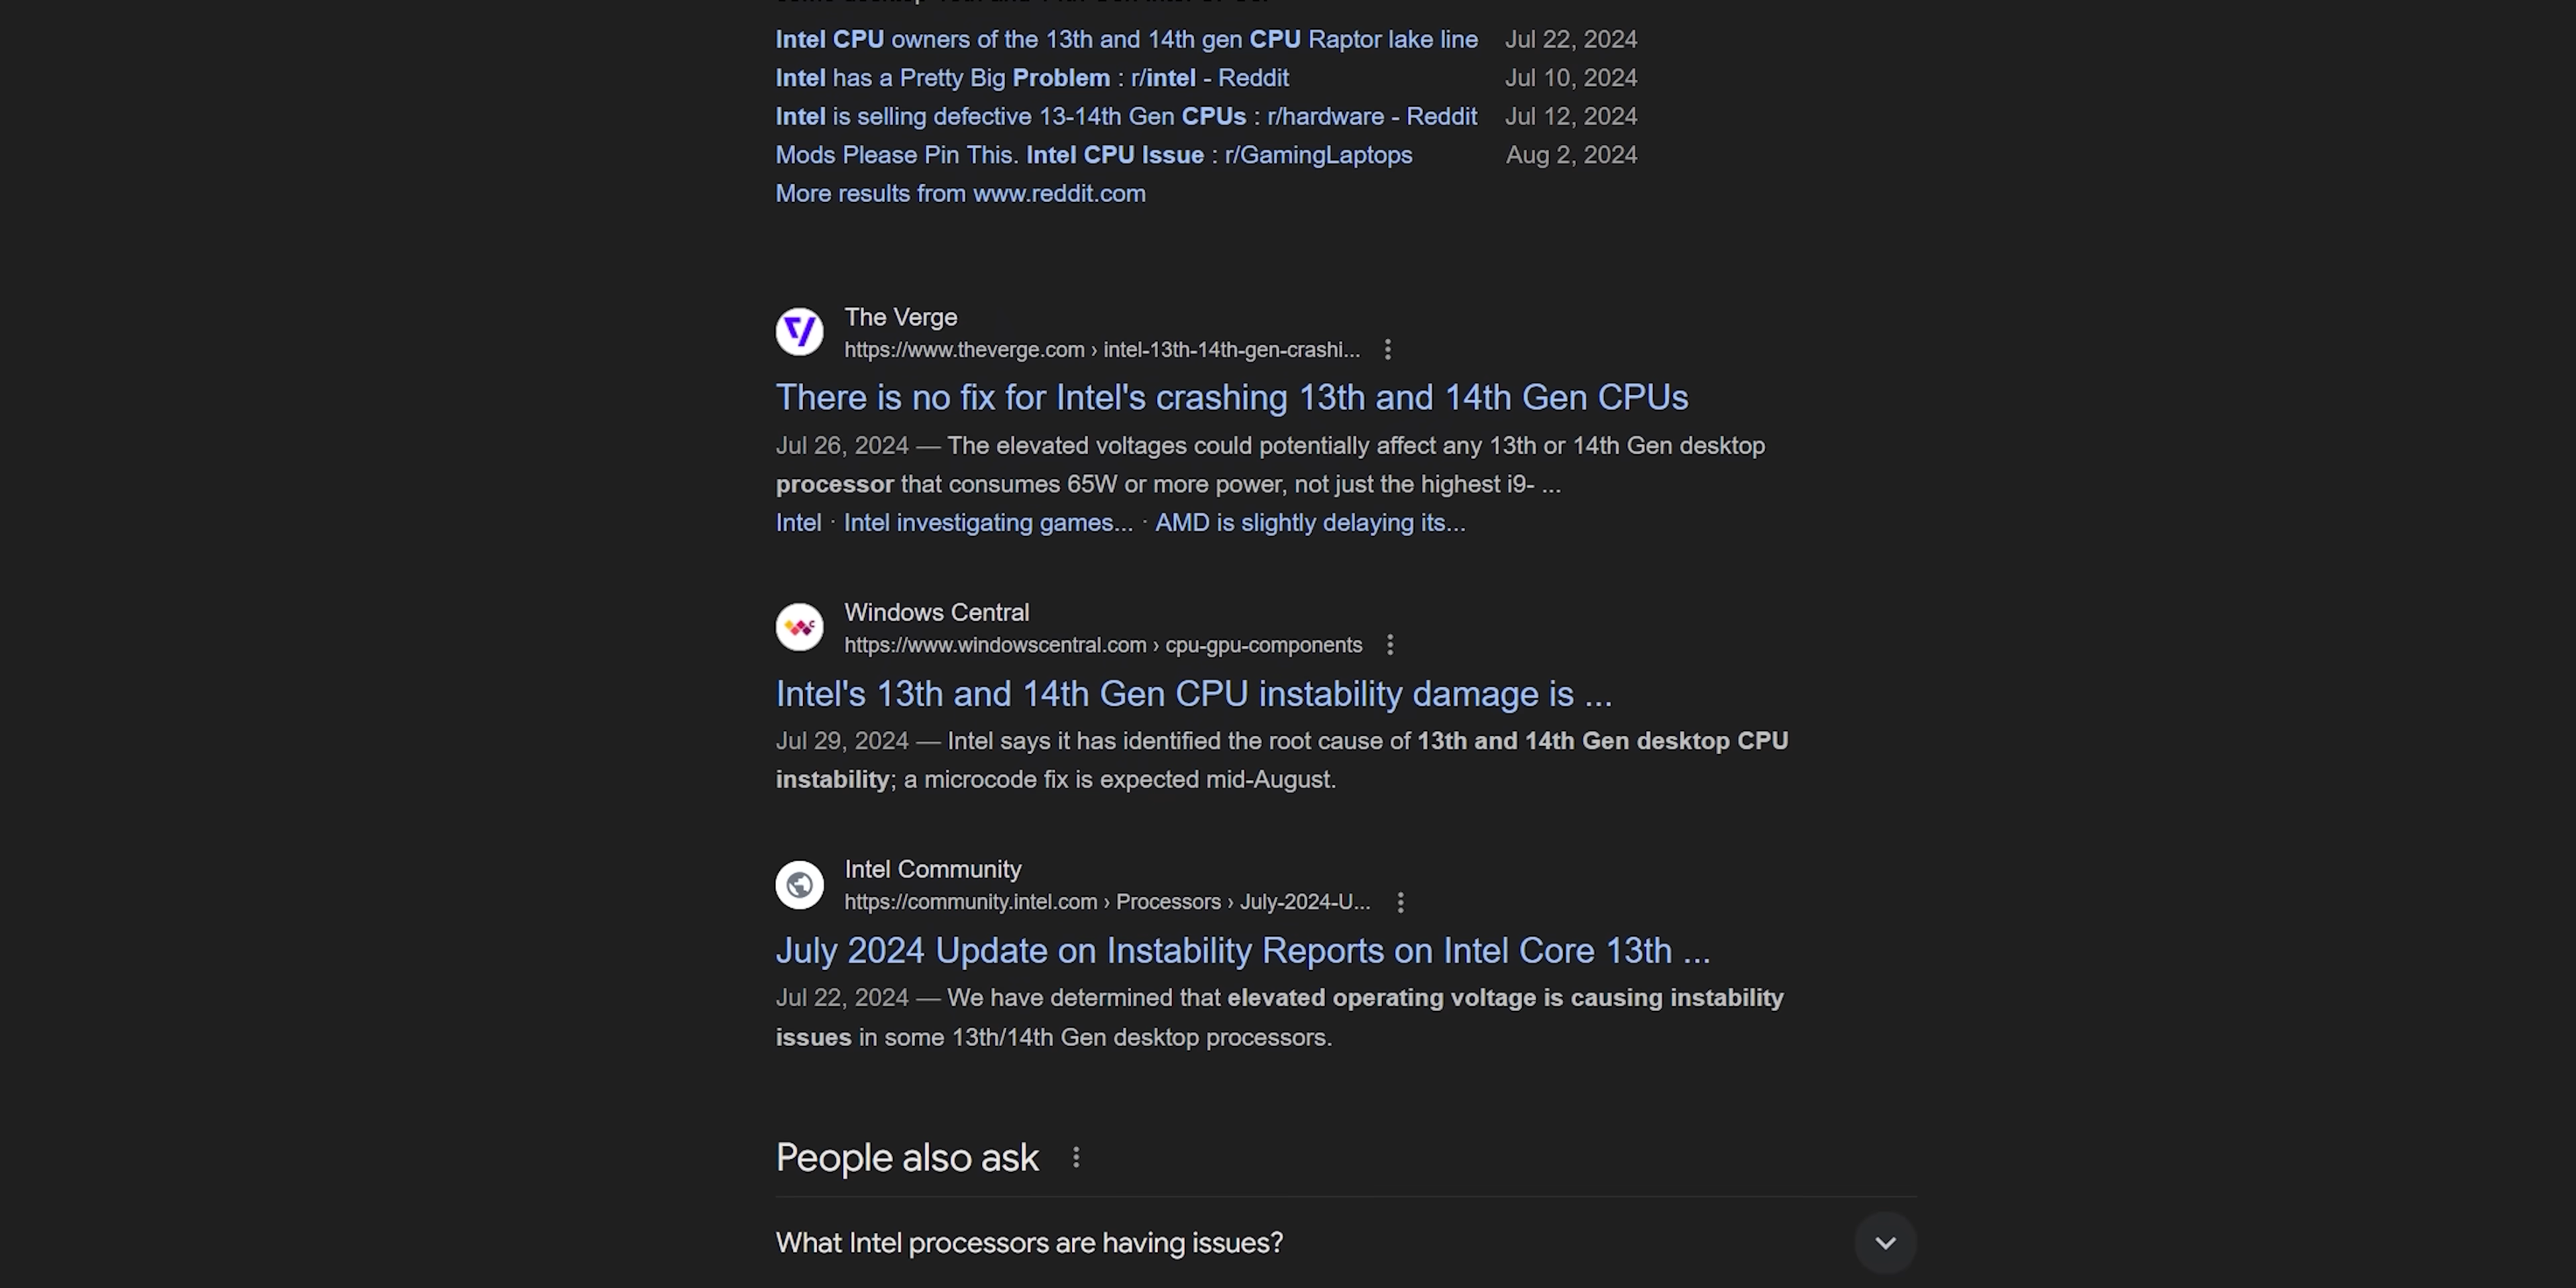 Intel CPU owners of the 13th and 14th gen CPU Raptor lake line Jul 22, 2024
Intel has a Pretty Big Problem : r/intel - Reddit Jul 10, 2024
Intel is selling defective 13-14th Gen CPUs : r/hardware - Reddit Jul 12, 2024
Mods Please Pin This. Intel CPU Issue : r/GamingLaptops Aug 2, 2024
More results from www.reddit.com
The Verge
https://www.theverge.com › intel-13th-14th-gen-crashi...
There is no fix for Intel's crashing 13th and 14th Gen CPUs
Jul 26, 2024 — The elevated voltages could potentially affect any 13th or 14th Gen desktop
processor that consumes 65W or more power, not just the highest i9- ...
Intel · Intel investigating games... · AMD is slightly delaying its...
Windows Central
https://www.windowscentral.com › cpu-gpu-components
Intel's 13th and 14th Gen CPU instability damage is ...
Jul 29, 2024 — Intel says it has identified the root cause of 13th and 14th Gen desktop CPU
instability; a microcode fix is expected mid-August.
Intel Community
https://community.intel.com › Processors › July-2024-U...
July 2024 Update on Instability Reports on Intel Core 13th ...
Jul 22, 2024 — We have determined that elevated operating voltage is causing instability
issues in some 13th/14th Gen desktop processors.
People also ask
What Intel processors are having issues?